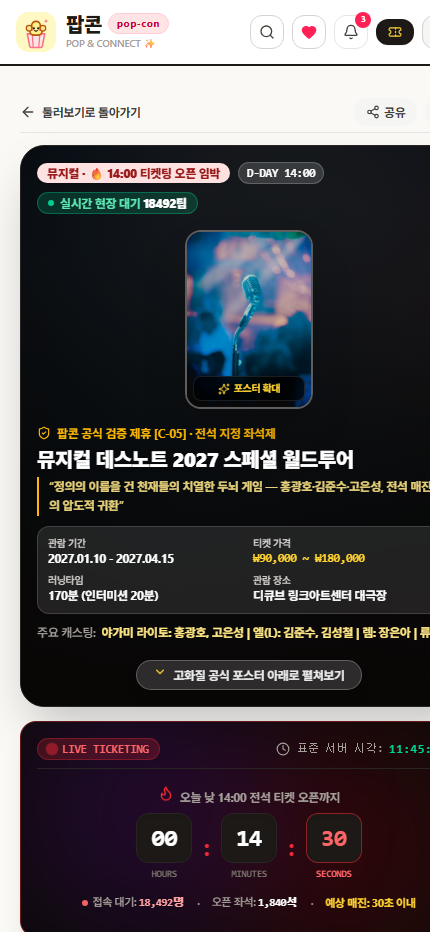 팝콘 pop-con
POP & CONNECT ✨
3
← 둘러보기로 돌아가기
공유
뮤지컬 · 🔥 14:00 티켓팅 오픈 임박
D-DAY 14:00
실시간 현장 대기 18492팀
포스터 확대
팝콘 공식 검증 제휴 [C-05] · 전석 지정 좌석제
뮤지컬 데스노트 2027 스페셜 월드투어
“정의의 이름을 건 천재들의 치열한 두뇌 게임 — 홍광호·김준수·고은성, 전석 매진
의 압도적 귀환”
관람 기간
2027.01.10 - 2027.04.15
티켓 가격
₩90,000 ~ ₩180,000
러닝타임
170분 (인터미션 20분)
관람 장소
디큐브 링크아트센터 대극장
주요 캐스팅: 야가미 라이토: 홍광호, 고은성 | 엘(L): 김준수, 김성철 | 렘: 장은아 |
고화질 공식 포스터 아래로 펼쳐보기
LIVE TICKETING
표준 서버 시각: 11:45:
오늘 낮 14:00 전석 티켓 오픈까지
00 : 14 : 30
HOURS MINUTES SECONDS
접속 대기: 18,492명 · 오픈 좌석: 1,840석 · 예상 매진: 30초 이내